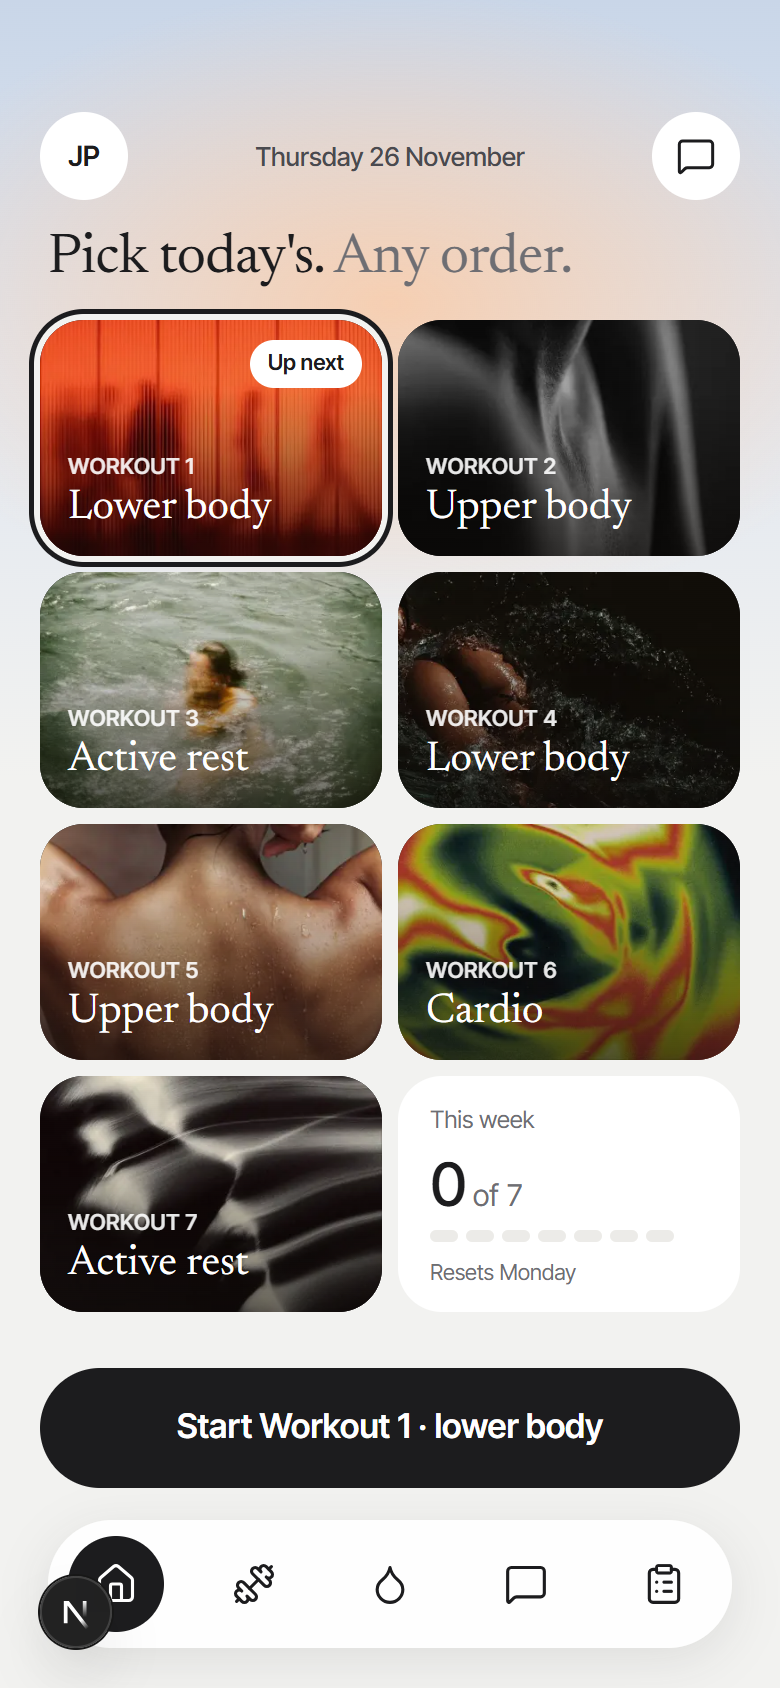 JP
Thursday 26 November
Pick today's. Any order.
Up next
WORKOUT 1
Lower body
WORKOUT 2
Upper body
WORKOUT 3
Active rest
WORKOUT 4
Lower body
WORKOUT 5
Upper body
WORKOUT 6
Cardio
WORKOUT 7
Active rest
This week
0 of 7
Resets Monday
Start Workout 1 · lower body
N